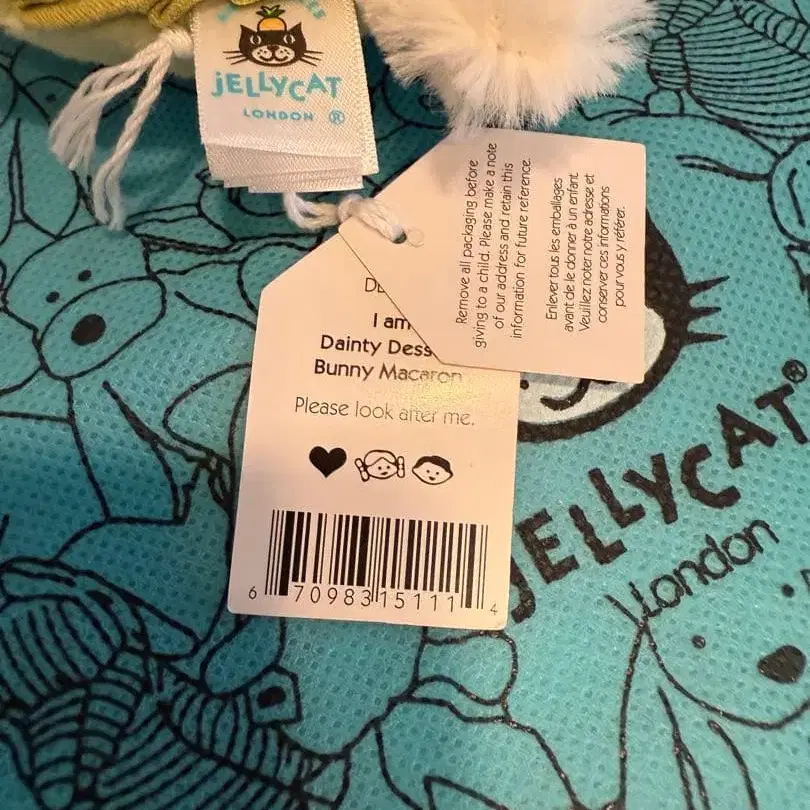 JELLYCAT
LONDON ®
Remove all packaging before
giving to a child. Please make a note
of our address and retain this
information for future reference.
Enlever tous les emballages
avant de le donner à un enfant.
Veuillez noter notre adresse et
conserver ces informations
pour vous y référer.
I am
Dainty Dess
Bunny Macaron
Please look after me.
6 70983 15111 4
JELLYCAT®
London